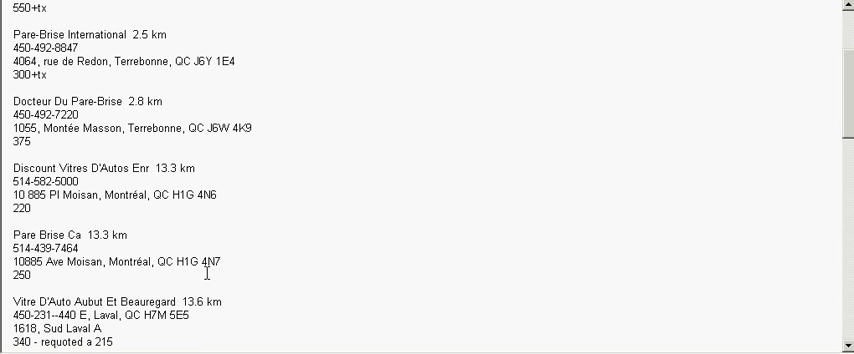 550+tx
Pare-Brise International 2.5 km
450-492-8847
4064, rue de Redon, Terrebonne, QC J6Y 1E4
300+tx
Docteur Du Pare-Brise 2.8 km
450-492-7220
1055, Montée Masson, Terrebonne, QC J6W 4K9
375
Discount Vitres D'Autos Enr 13.3 km
514-582-5000
10 885 Pl Moisan, Montréal, QC H1G 4N6
220
Pare Brise Ca 13.3 km
514-439-7464
10885 Ave Moisan, Montréal, QC H1G 4N7
250
Vitre D'Auto Aubut Et Beauregard 13.6 km
450-231--440 E, Laval, QC H7M 5E5
1618, Sud Laval A
340 - requoted a 215